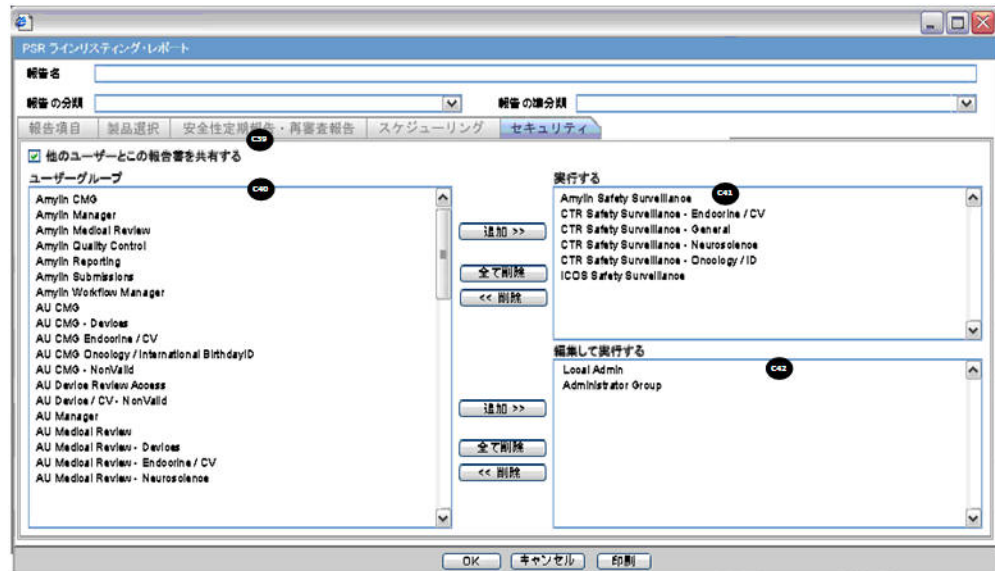 PSR ラインリスティング・レポート
報告名
報告の分類
報告の準分類
報告項目 製品選択 安全性定期報告・再審査報告 スケジューリング セキュリティ
C39
他のユーザーとこの報告書を共有する
ユーザーグループ
C40
Amylin CMG
Amylin Manager
Amylin Medical Review
Amylin Quality Control
Amylin Reporting
Amylin Submissions
Amylin Workflow Manager
AU CMG
AU CMG - Devices
AU CMG Endocrine / CV
AU CMG Oncology / International BirthdayID
AU CMG - NonValid
AU Device Review Access
AU Device / CV - NonValid
AU Manager
AU Medical Review
AU Medical Review - Devices
AU Medical Review - Endocrine / CV
AU Medical Review - Neuroscience
追加 >>
全て削除
<< 削除
追加 >>
全て削除
<< 削除
実行する
C41
Amylin Safety Surveillance
CTR Safety Surveillance - Endocrine / CV
CTR Safety Surveillance - General
CTR Safety Surveillance - Neuroscience
CTR Safety Surveillance - Oncology / ID
ICOS Safety Surveillance
編集して実行する
C42
Local Admin
Administrator Group
OK キャンセル 印刷